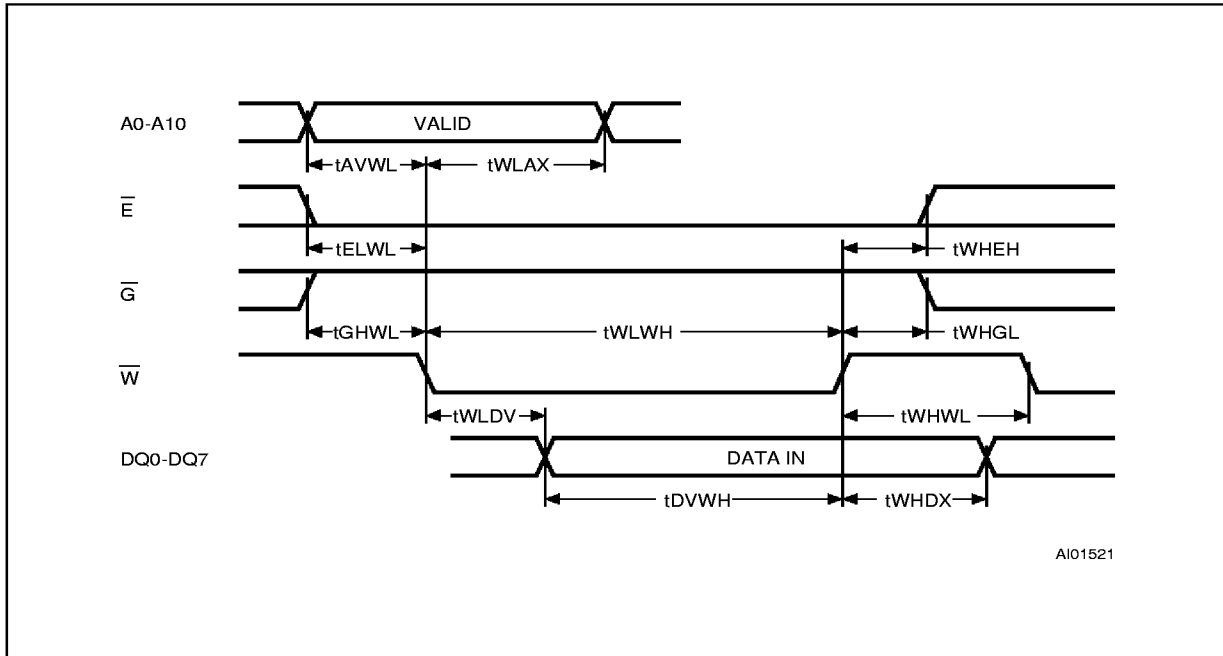 A0-A10
VALID
tAVWL
tWLAX
E
tELWL
tWHEH
G
tGHWL
tWLWH
tWHGL
W
tWLDV
tWHWL
DQ0-DQ7
DATA IN
tDVWH
tWHDX
AI01521